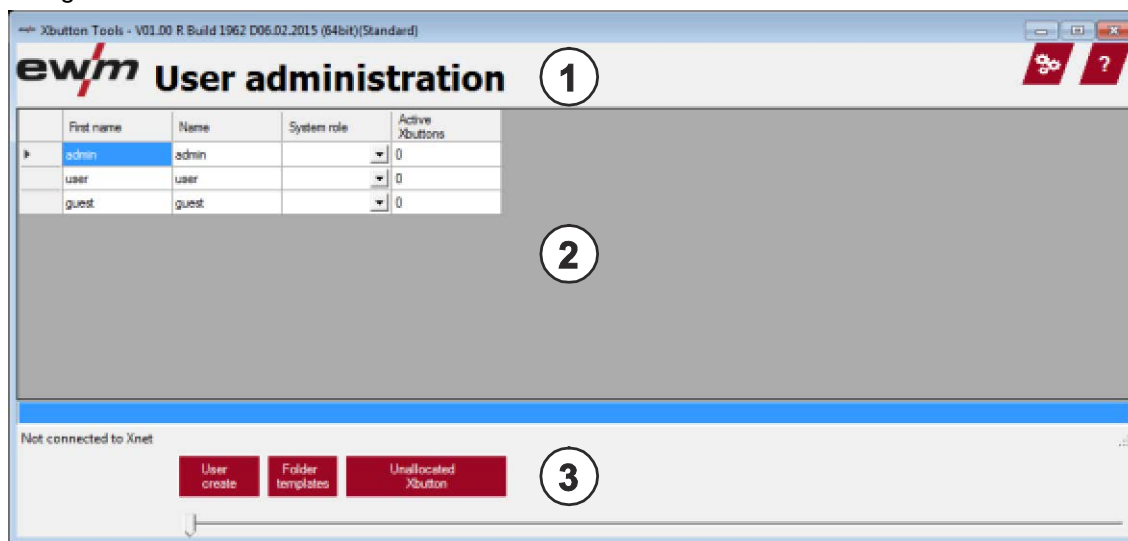 Xbutton Tools - V01.00 R Build 1962 D06.02.2015 (64bit)(Standard)
ewm User administration 1
?
First name Name System role Active Xbuttons
admin admin 0
user user 0
guest guest 0
2
Not connected to Xnet
User create Folder templates Unallocated Xbutton 3